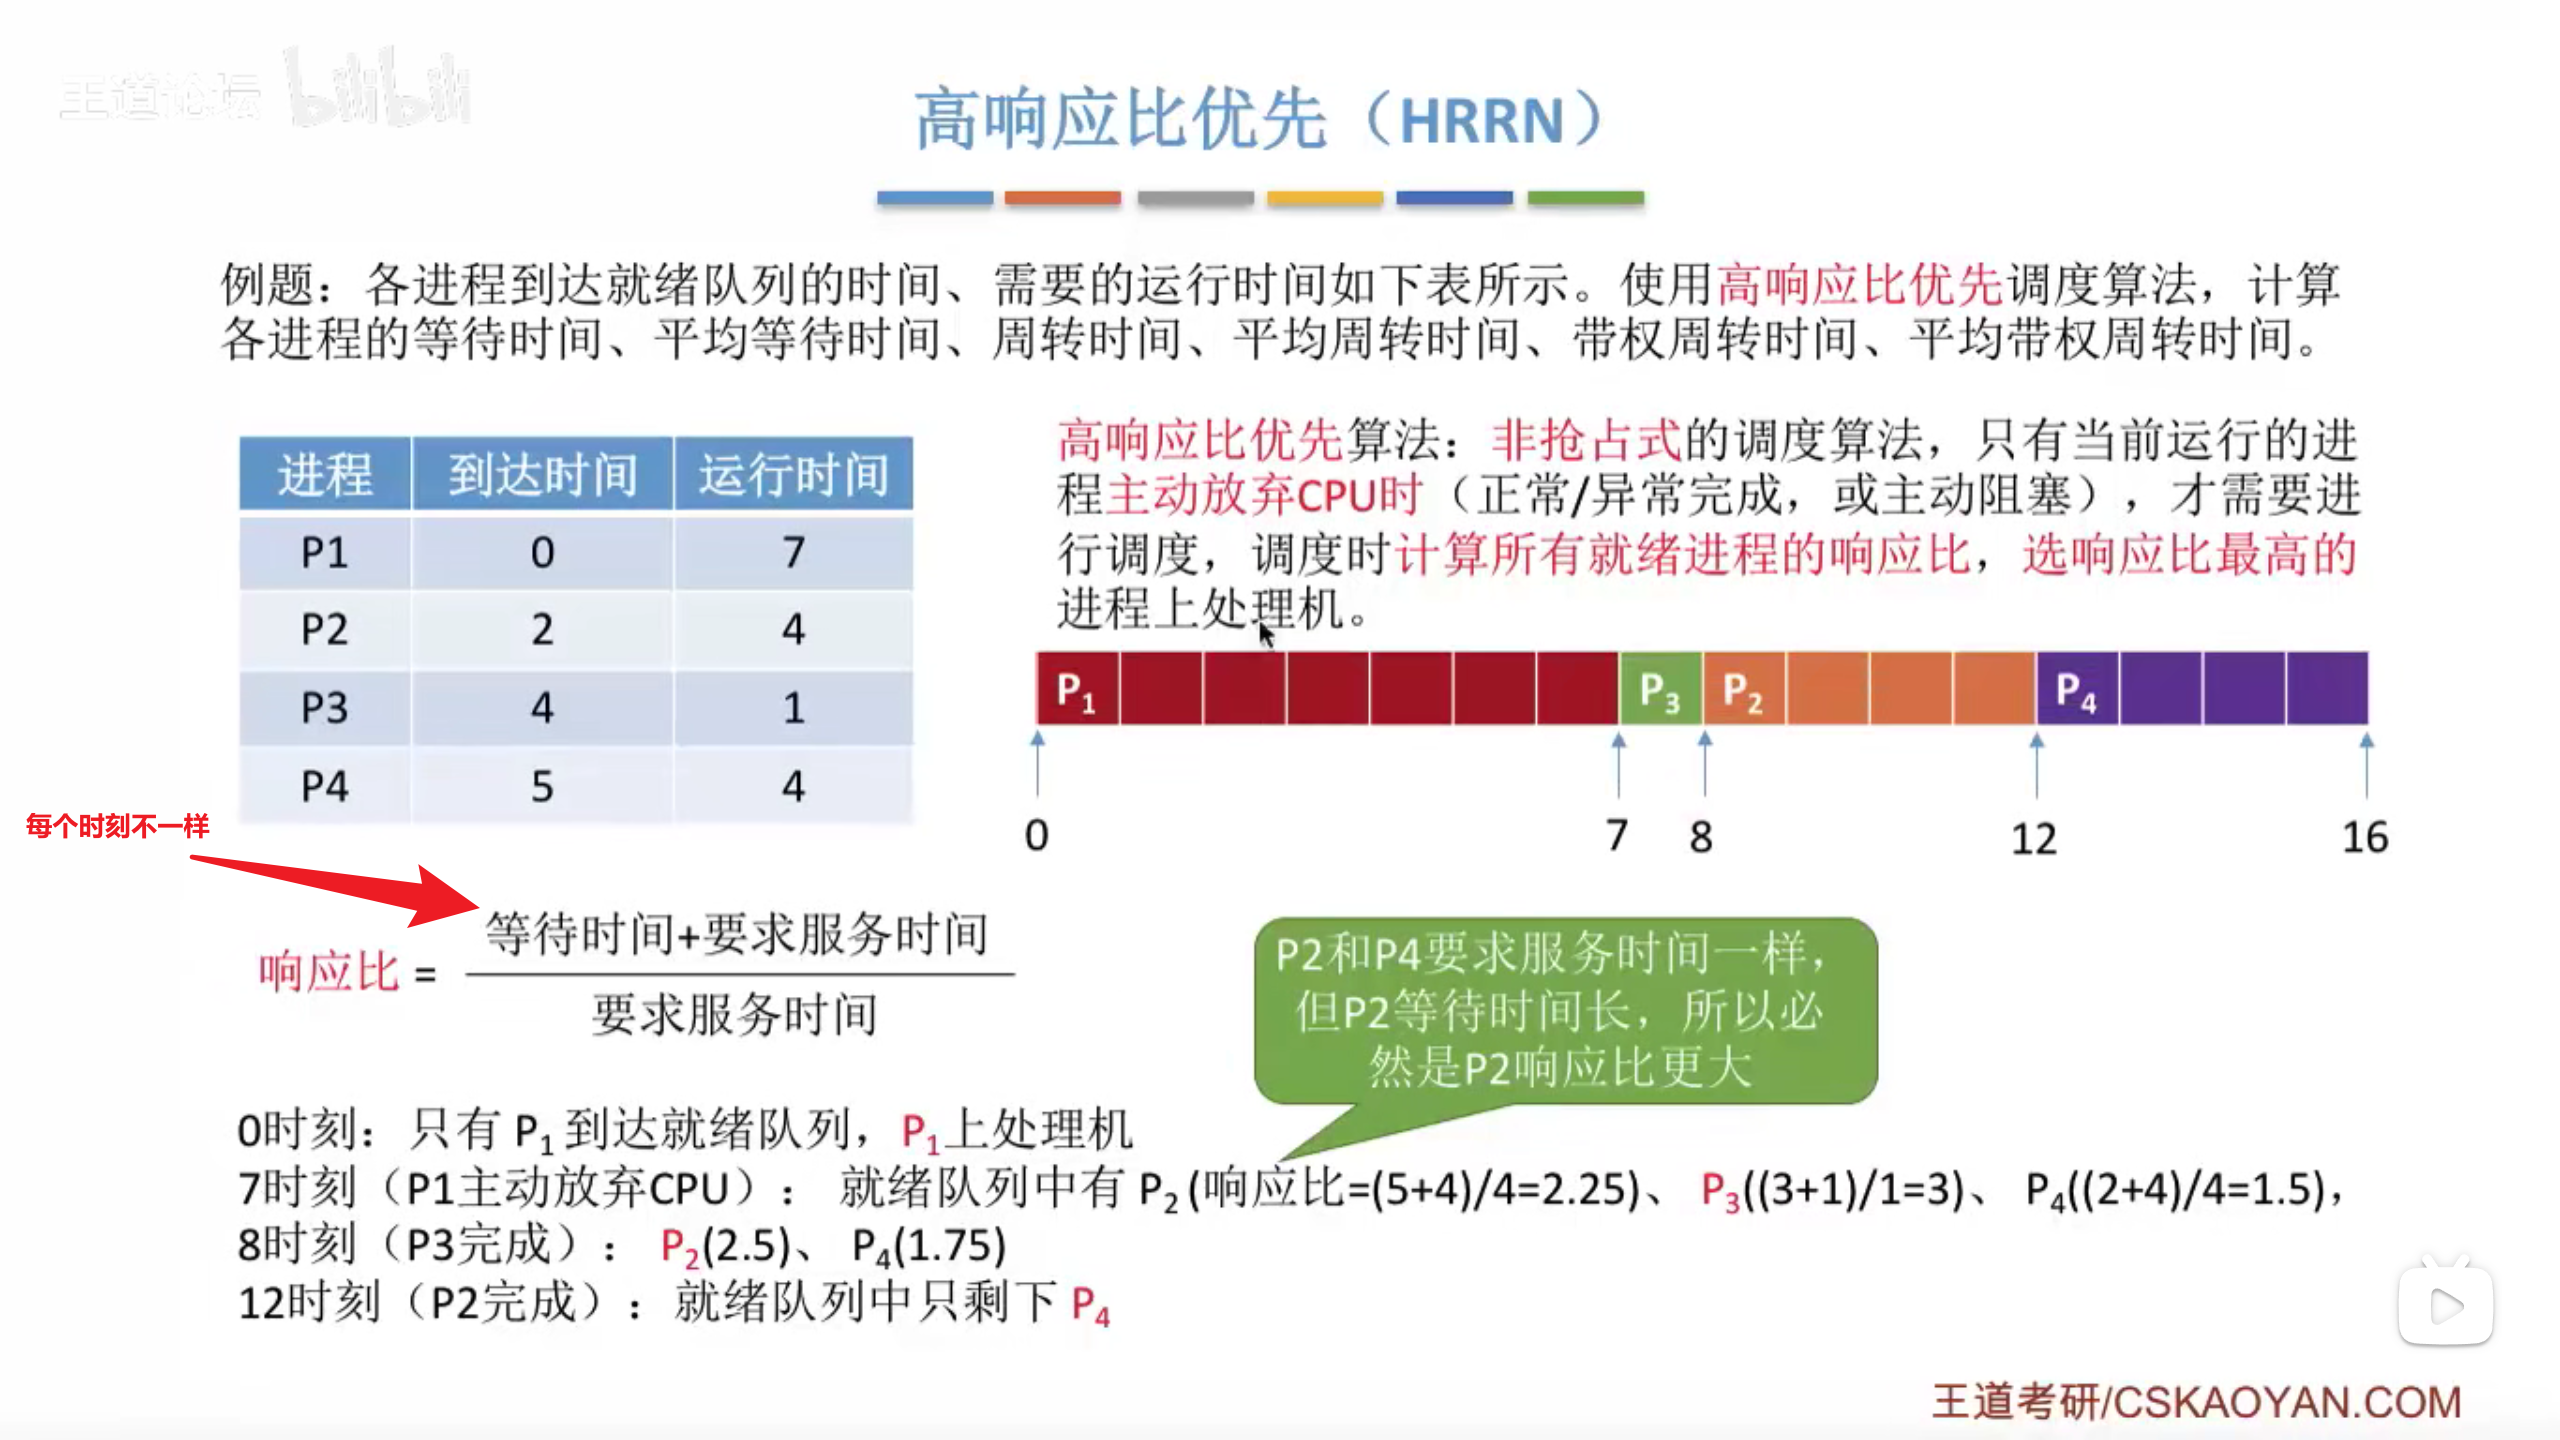 王道论坛 bilibili
高响应比优先（HRRN）
例题：各进程到达就绪队列的时间、需要的运行时间如下表所示。使用高响应比优先调度算法，计算
各进程的等待时间、平均等待时间、周转时间、平均周转时间、带权周转时间、平均带权周转时间。
进程 到达时间 运行时间
P1 0 7
P2 2 4
P3 4 1
P4 5 4
高响应比优先算法：非抢占式的调度算法，只有当前运行的进
程主动放弃CPU时（正常/异常完成，或主动阻塞），才需要进
行调度，调度时计算所有就绪进程的响应比，选响应比最高的
进程上处理机。
P1 P3 P2 P4
0 7 8 12 16
每个时刻不一样
等待时间+要求服务时间
响应比 =
要求服务时间
P2和P4要求服务时间一样，
但P2等待时间长，所以必
然是P2响应比更大
0时刻：只有 P1 到达就绪队列，P1上处理机
7时刻（P1主动放弃CPU）： 就绪队列中有 P2 (响应比=(5+4)/4=2.25)、 P3((3+1)/1=3)、 P4((2+4)/4=1.5)，
8时刻（P3完成）： P2(2.5)、 P4(1.75)
12时刻（P2完成）：就绪队列中只剩下 P4
王道考研/CSKAOYAN.COM